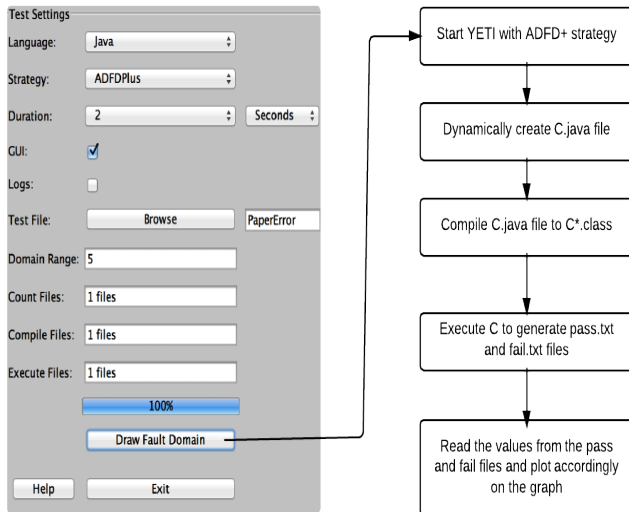 Test Settings
Language: Java
Strategy: ADFDPlus
Duration: 2 Seconds
GUI:
Logs:
Test File: Browse PaperError
Domain Range: 5
Count Files: 1 files
Compile Files: 1 files
Execute Files: 1 files
100%
Draw Fault Domain
Help Exit
Start YETI with ADFD+ strategy
Dynamically create C.java file
Compile C.java file to C*.class
Execute C to generate pass.txt
and fail.txt files
Read the values from the pass
and fail files and plot accordingly
on the graph